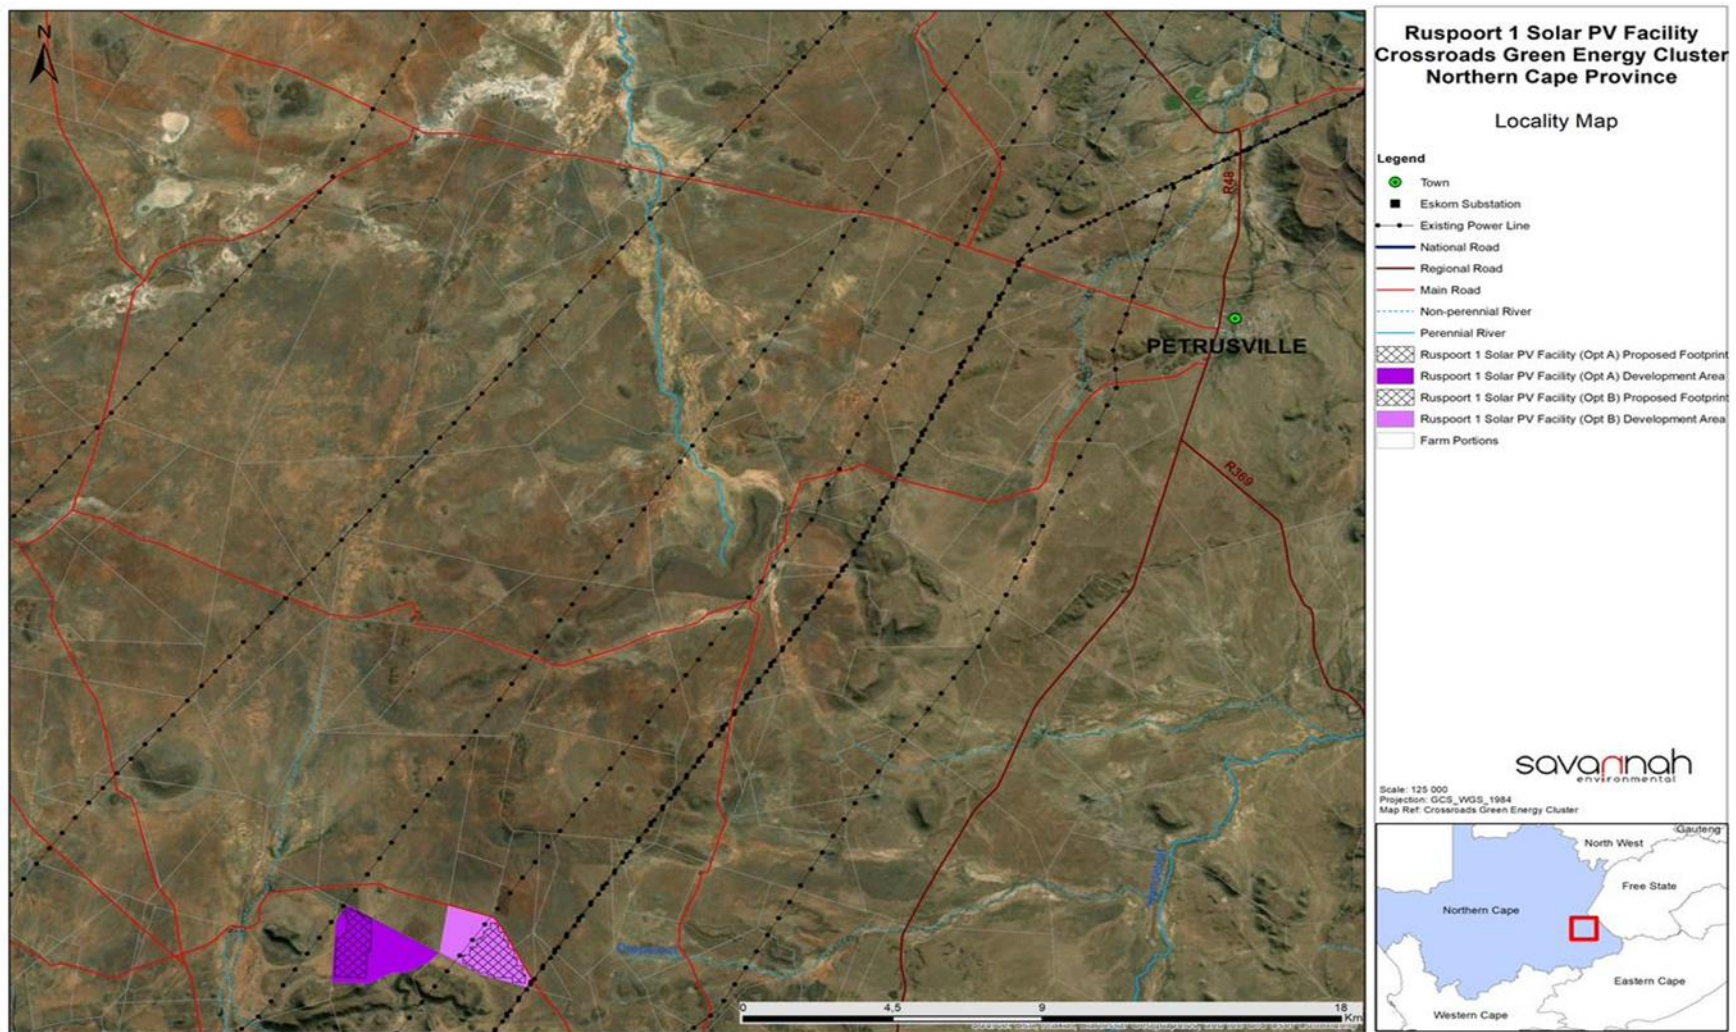 N
Ruspoort 1 Solar PV Facility
Crossroads Green Energy Cluster
Northern Cape Province
Locality Map
Legend
Town
Eskom Substation
Existing Power Line
National Road
Regional Road
Main Road
Non-perennial River
Perennial River
Ruspoort 1 Solar PV Facility (Opt A) Proposed Footprint
Ruspoort 1 Solar PV Facility (Opt A) Development Area
Ruspoort 1 Solar PV Facility (Opt B) Proposed Footprint
Ruspoort 1 Solar PV Facility (Opt B) Development Area
Farm Portions
R48
PETRUSVILLE
R369
savannah
environmental
Scale: 125 000
Projection: GCS_WGS_1984
Map Ref: Crossroads Green Energy Cluster
Gauteng
North West
Free State
Northern Cape
Eastern Cape
Western Cape
0 4,5 9 18
Km